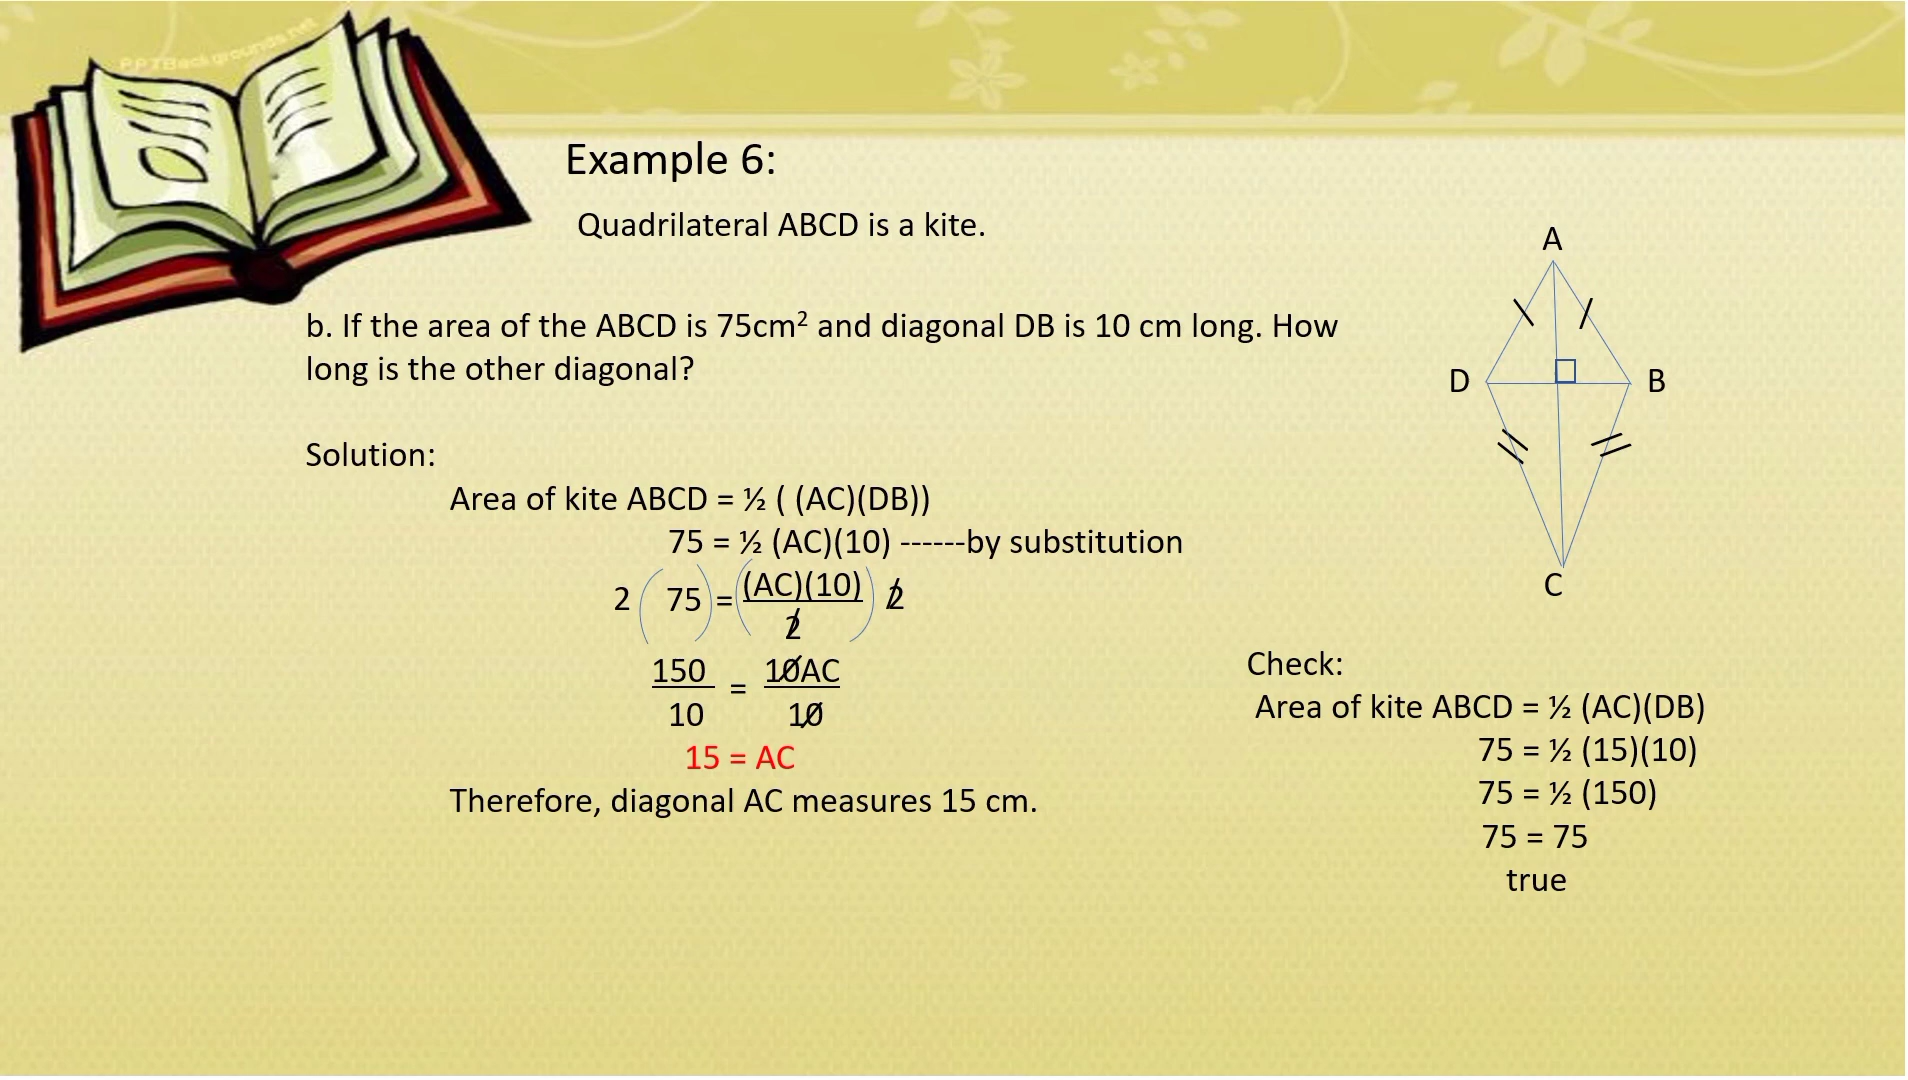 PPTBackgrounds.net
Example 6:
Quadrilateral ABCD is a kite.
b. If the area of the ABCD is 75cm² and diagonal DB is 10 cm long. How
long is the other diagonal?
Solution:
Area of kite ABCD = ½ ( (AC)(DB))
75 = ½ (AC)(10) ------by substitution
2 ( 75 ) = ( (AC)(10) ) 2
2
150 = 10AC
10 10
15 = AC
Therefore, diagonal AC measures 15 cm.
A
D B
C
Check:
Area of kite ABCD = ½ (AC)(DB)
75 = ½ (15)(10)
75 = ½ (150)
75 = 75
true